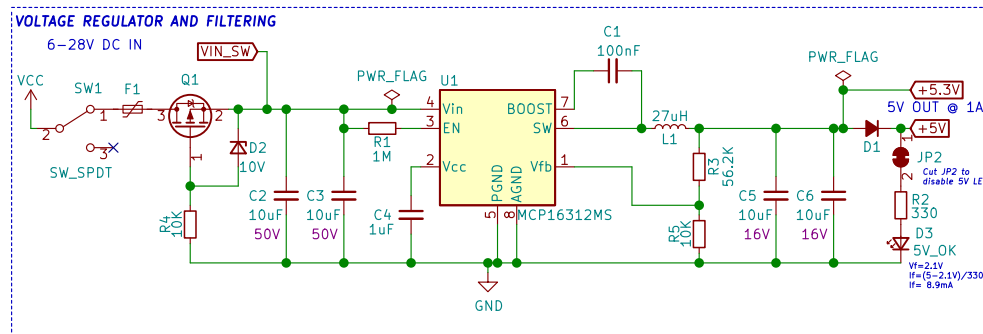 VOLTAGE REGULATOR AND FILTERING
6-28V DC IN
VIN_SW
VCC
SW1
1
2
3
SW_SPDT
F1
Q1
3
2
1
D2
10V
R4
10K
C2
10uF
50V
C3
10uF
50V
PWR_FLAG
R1
1M
C4
1uF
U1
4
Vin
3
EN
2
Vcc
BOOST
7
SW
6
Vfb
1
PGND
AGND
5
8
MCP16312MS
GND
C1
100nF
27uH
L1
R3
56.2K
R5
10K
C5
10uF
16V
C6
10uF
16V
PWR_FLAG
+5.3V
5V OUT @ 1A
+5V
D1
1
JP2
2
Cut JP2 to
disable 5V LE
R2
330
D3
5V_OK
Vf=2.1V
If=(5-2.1V)/330
If= 8.9mA